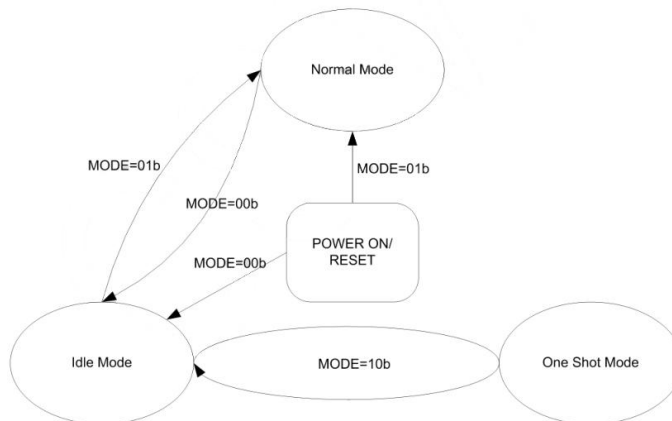 Normal Mode
MODE=01b
MODE=01b
MODE=00b
POWER ON/
RESET
MODE=00b
Idle Mode
MODE=10b
One Shot Mode